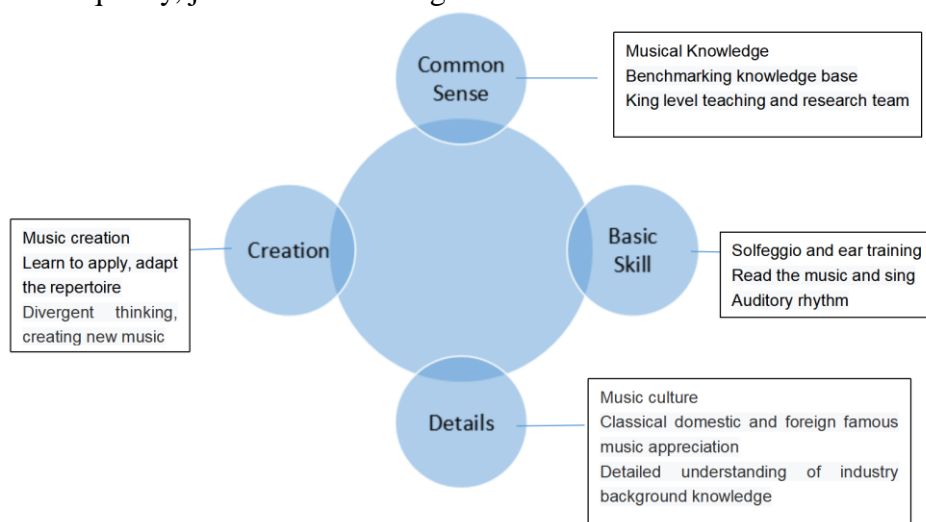 Common
Sense
Musical Knowledge
Benchmarking knowledge base
King level teaching and research team
Creation
Music creation
Learn to apply, adapt
the repertoire
Divergent thinking,
creating new music
Basic
Skill
Solfeggio and ear training
Read the music and sing
Auditory rhythm
Details
Music culture
Classical domestic and foreign famous
music appreciation
Detailed understanding of industry
background knowledge